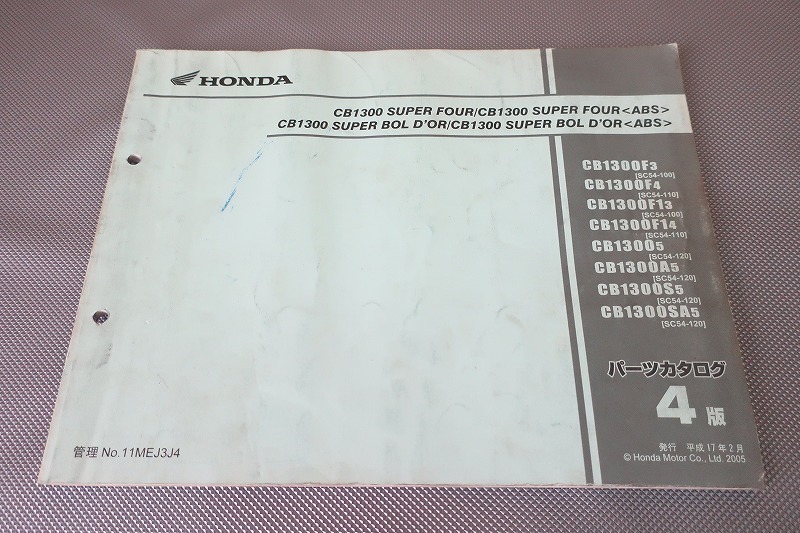 HONDA
CB1300 SUPER FOUR/CB1300 SUPER FOUR<ABS>
CB1300 SUPER BOL D'OR/CB1300 SUPER BOL D'OR<ABS>
CB1300F3
[SC54-100]
CB1300F4
[SC54-110]
CB1300F13
[SC54-100]
CB1300F14
[SC54-110]
CB13005
[SC54-120]
CB1300A5
[SC54-120]
CB1300S5
[SC54-120]
CB1300SA5
[SC54-120]
パーツカタログ
4版
管理 No.11MEJ3J4
発行 平成17年2月
© Honda Motor Co., Ltd. 2005